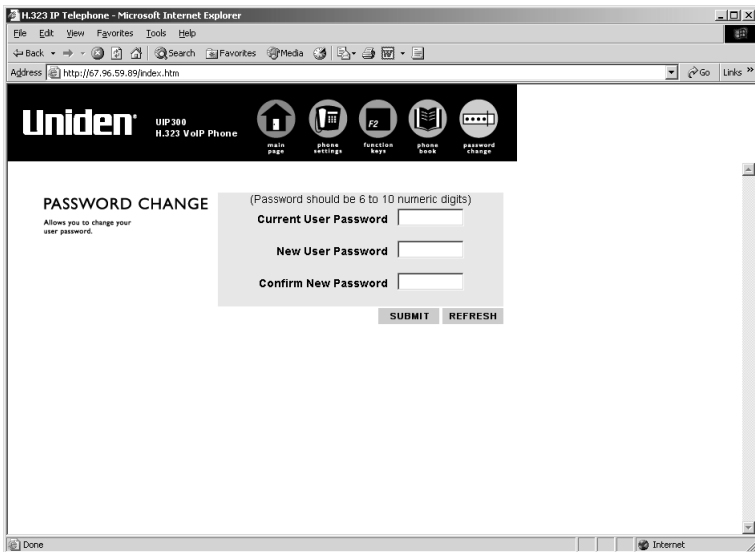 H.323 IP Telephone - Microsoft Internet Explorer
File Edit View Favorites Tools Help
Back Search Favorites Media
Address http://67.96.59.89/index.htm Go Links »
Uniden UIP300
H.323 VoIP Phone
F2
main page
phone settings
function keys
phone book
password change
PASSWORD CHANGE
Allows you to change your
user password.
(Password should be 6 to 10 numeric digits)
Current User Password
New User Password
Confirm New Password
SUBMIT REFRESH
Done Internet